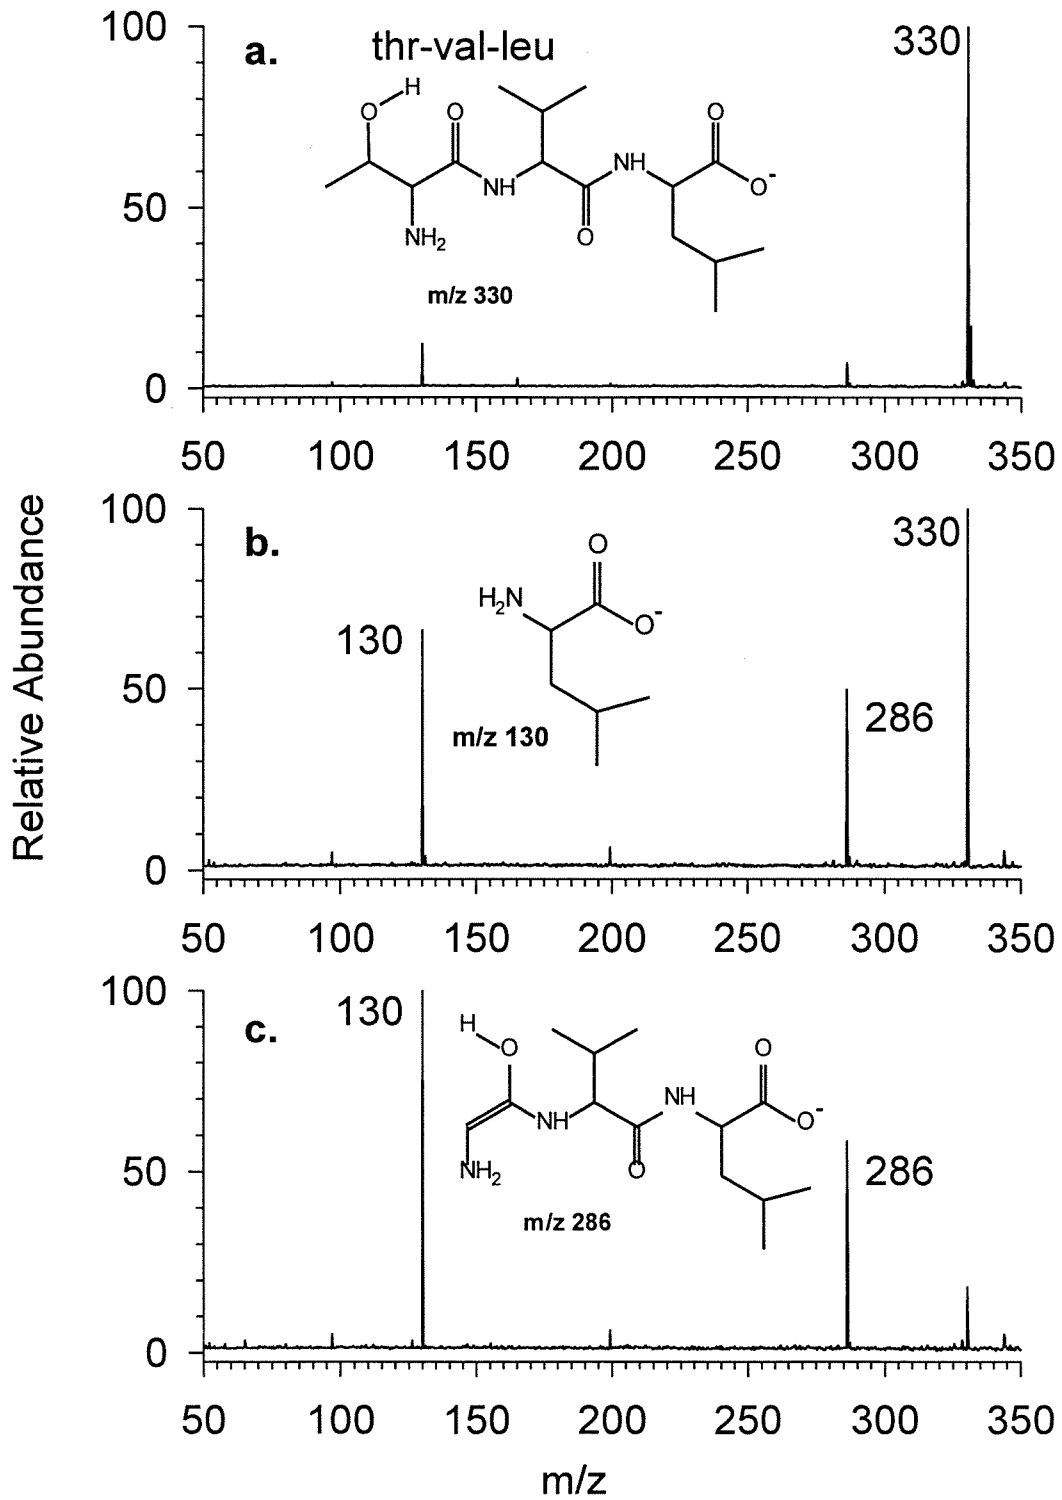 100
a.
thr-val-leu
330
H
O
O
O
50
NH
NH
O-
NH2
O
m/z 330
0
50 100 150 200 250 300 350
Relative Abundance
100
b.
330
O
H2N
O-
130
50
286
m/z 130
0
50 100 150 200 250 300 350
100
130
c.
H
O
O
NH
NH
O-
50
NH2
O
286
m/z 286
0
50 100 150 200 250 300 350
m/z